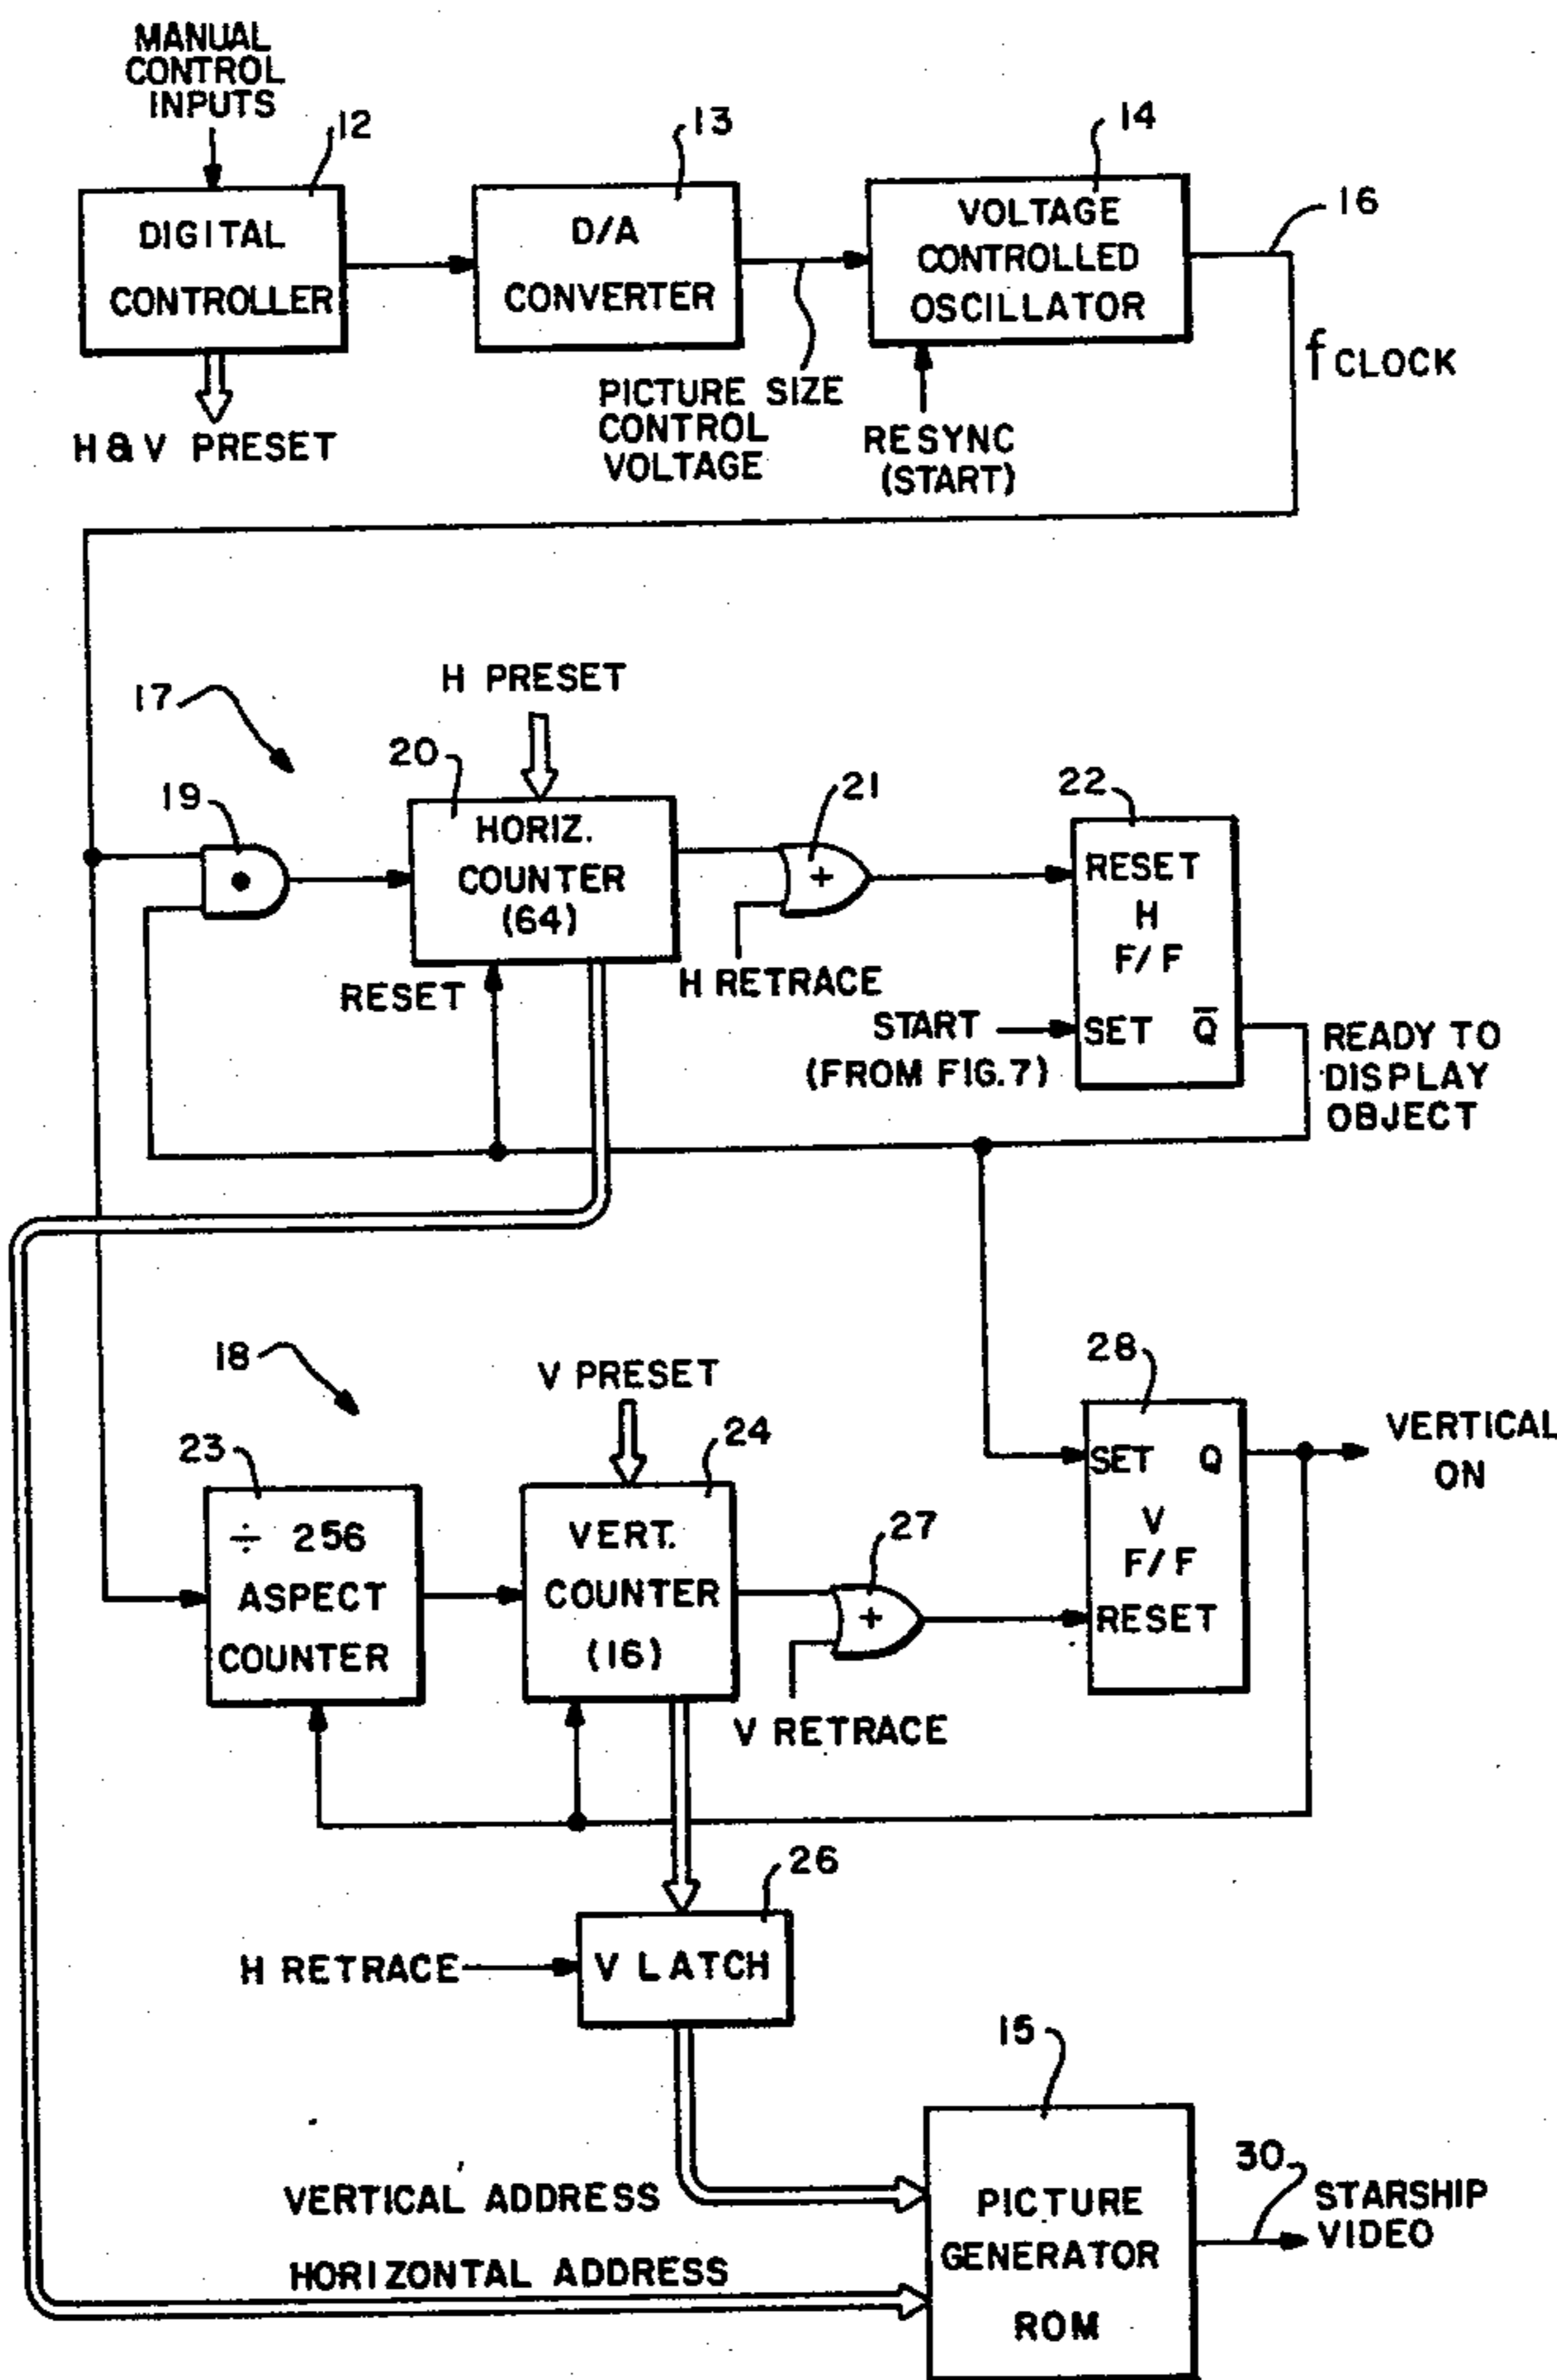 MANUAL
CONTROL
INPUTS
12
DIGITAL
CONTROLLER
H & V PRESET
13
D/A
CONVERTER
PICTURE SIZE
CONTROL
VOLTAGE
14
VOLTAGE
CONTROLLED
OSCILLATOR
RESYNC
(START)
16
f CLOCK
17
H PRESET
19
20
HORIZ.
COUNTER
(64)
RESET
21
+
H RETRACE
22
RESET
H
F/F
SET Q̅
START
(FROM FIG. 7)
READY TO
DISPLAY
OBJECT
18
V PRESET
23
÷ 256
ASPECT
COUNTER
24
VERT.
COUNTER
(16)
27
+
V RETRACE
28
SET Q
V
F/F
RESET
VERTICAL
ON
26
H RETRACE
V LATCH
15
PICTURE
GENERATOR
ROM
VERTICAL ADDRESS
HORIZONTAL ADDRESS
30
STARSHIP
VIDEO